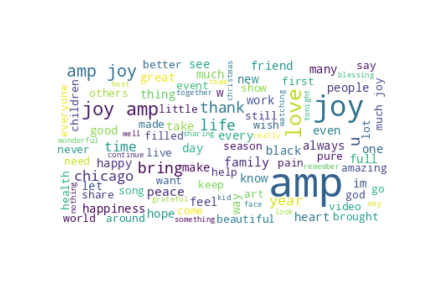 best
team
together
christmas
watching
tonight
blessing
amp joy
better
see
friend
many
say
great
much
new
first
people
others
event
w
show
everyone
children
thing
little
work
joy
much joy
joy amp
thank
love
still
wish
even
u
lot
good
made
take
life
every
filled
sharing
really
always
pure
full
wonderful
time
never
well
day
season
black
one
need
happy
continue
live
bring
make
family
pain
amazing
health
let
chicago
want
help
know
amp
remember
im
go
nothing
share
song
peace
keep
art
year
god
happiness
feel
grateful
kid
way
world
around
hope
come
something
beautiful
face
look
heart
video
brought
may